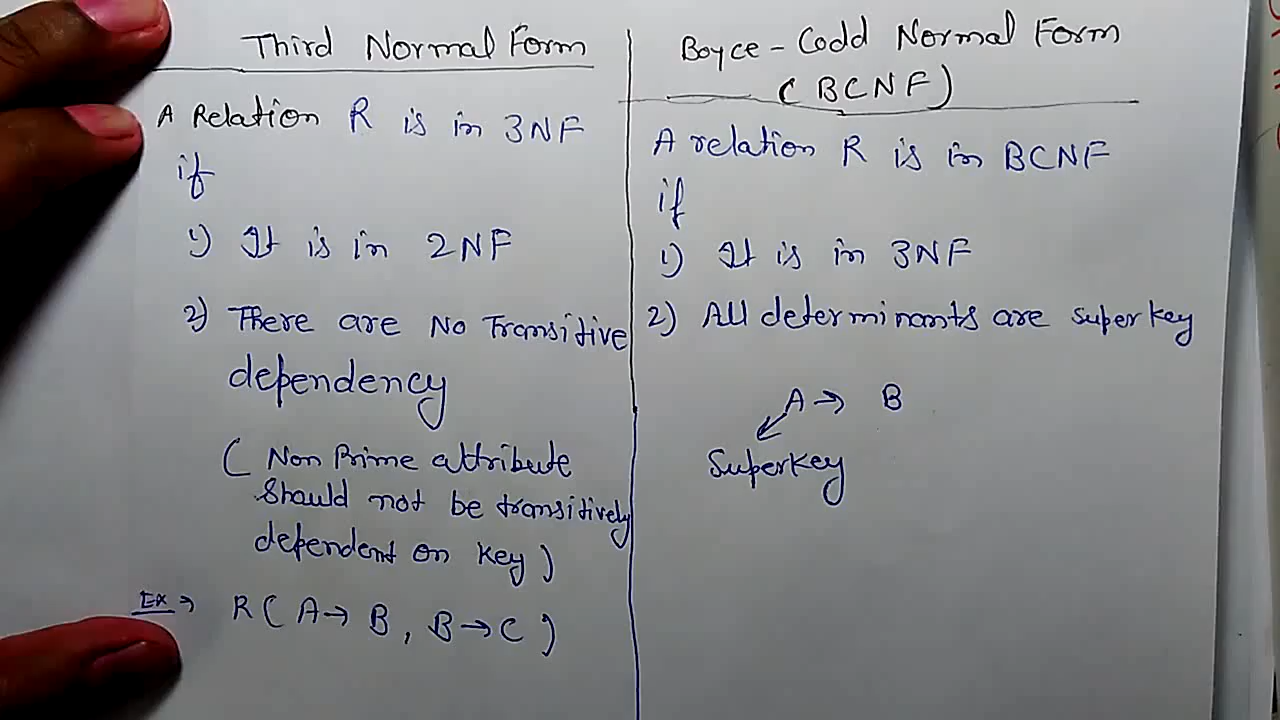 Third Normal Form
A Relation R is in 3NF
if
1) It is in 2NF
2) There are No Transitive
dependency
( Non Prime attribute
should not be transitively
dependent on key )
Ex → R ( A → B , B → C )
Boyce - Codd Normal Form
( BCNF )
A relation R is in BCNF
if
1) It is in 3NF
2) All determinants are superkey
A → B
Superkey